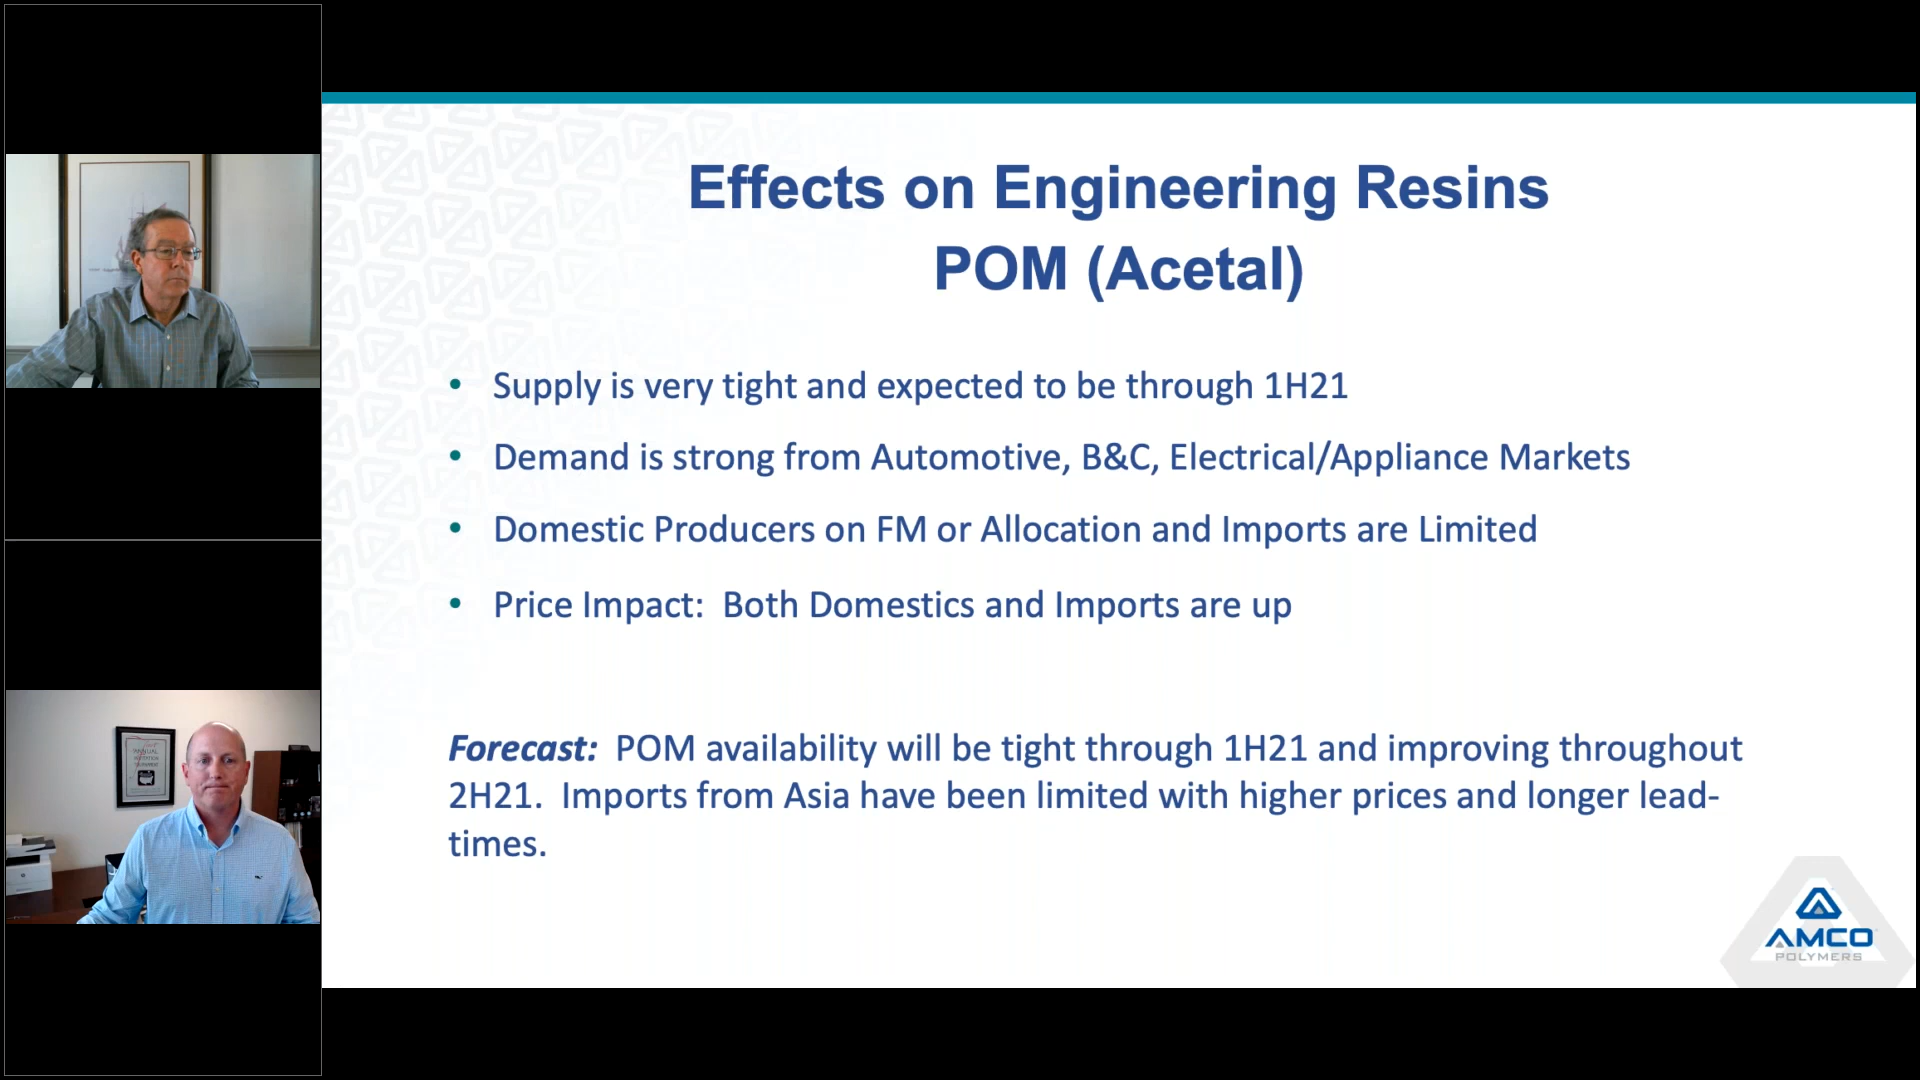 Effects on Engineering Resins
POM (Acetal)
• Supply is very tight and expected to be through 1H21
• Demand is strong from Automotive, B&C, Electrical/Appliance Markets
• Domestic Producers on FM or Allocation and Imports are Limited
• Price Impact: Both Domestics and Imports are up
Forecast: POM availability will be tight through 1H21 and improving throughout
2H21. Imports from Asia have been limited with higher prices and longer lead-
times.
AMCO
POLYMERS
ANNUAL